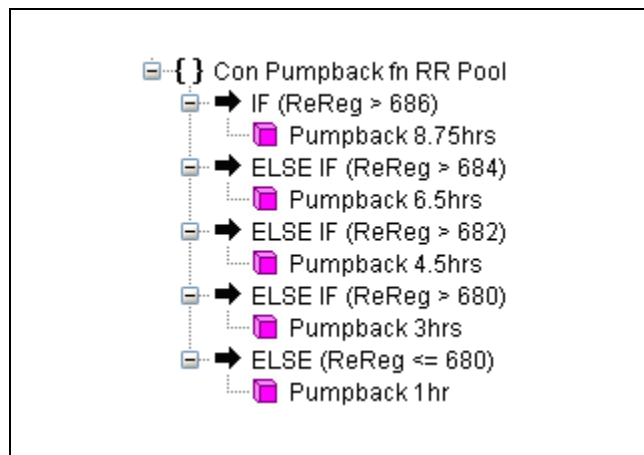 { } Con Pumpback fn RR Pool
IF (ReReg > 686)
Pumpback 8.75hrs
ELSE IF (ReReg > 684)
Pumpback 6.5hrs
ELSE IF (ReReg > 682)
Pumpback 4.5hrs
ELSE IF (ReReg > 680)
Pumpback 3hrs
ELSE (ReReg <= 680)
Pumpback 1hr